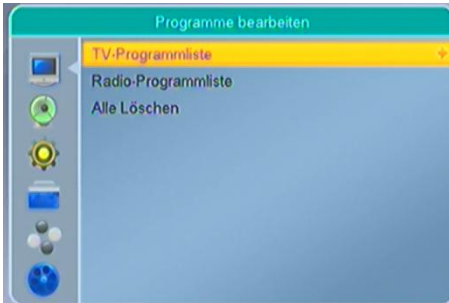 Programme bearbeiten
TV-Programmliste
Radio-Programmliste
Alle Löschen